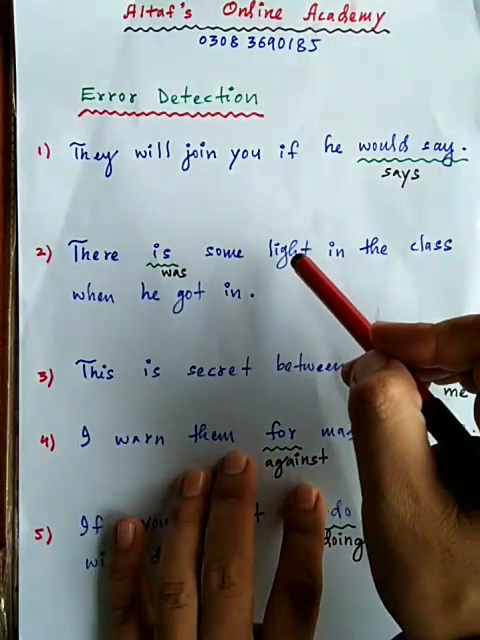 Altaf's Online Academy
0308 3690185
Error Detection
1) They will join you if he would say.
says
2) There is some light in the class
was
when he got in.
3) This is secret between
me
4) I warn them for
against
5) If you do
doing